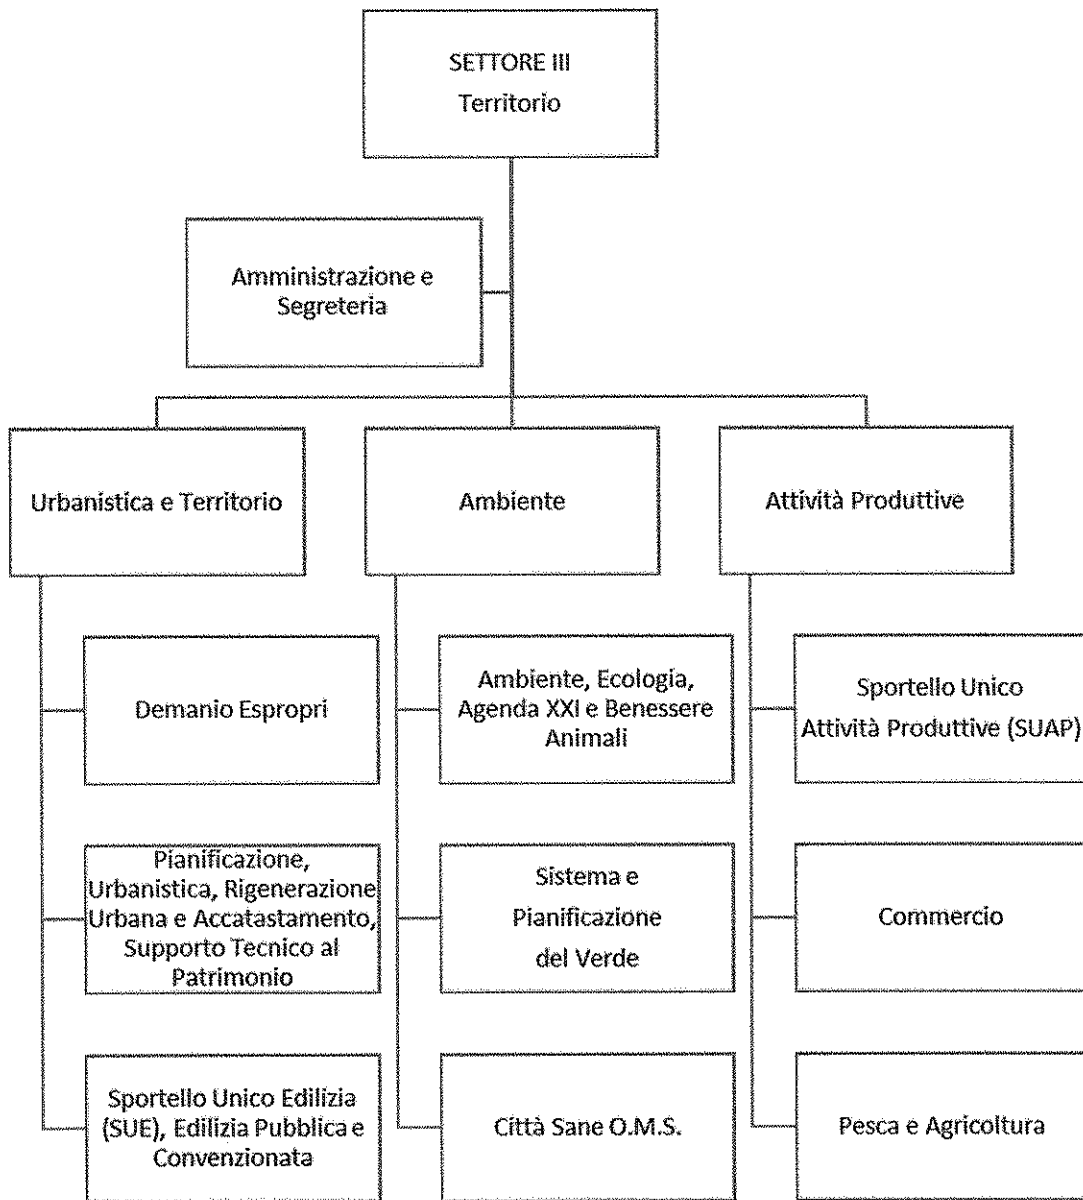 SETTORE III
Territorio
Amministrazione e
Segreteria
Urbanistica e Territorio
Ambiente
Attività Produttive
Demanio Espropri
Ambiente, Ecologia,
Agenda XXI e Benessere
Animali
Sportello Unico
Attività Produttive (SUAP)
Pianificazione,
Urbanistica, Rigenerazione
Urbana e Accatastamento,
Supporto Tecnico al
Patrimonio
Sistema e
Pianificazione
del Verde
Commercio
Sportello Unico Edilizia
(SUE), Edilizia Pubblica e
Convenzionata
Città Sane O.M.S.
Pesca e Agricoltura